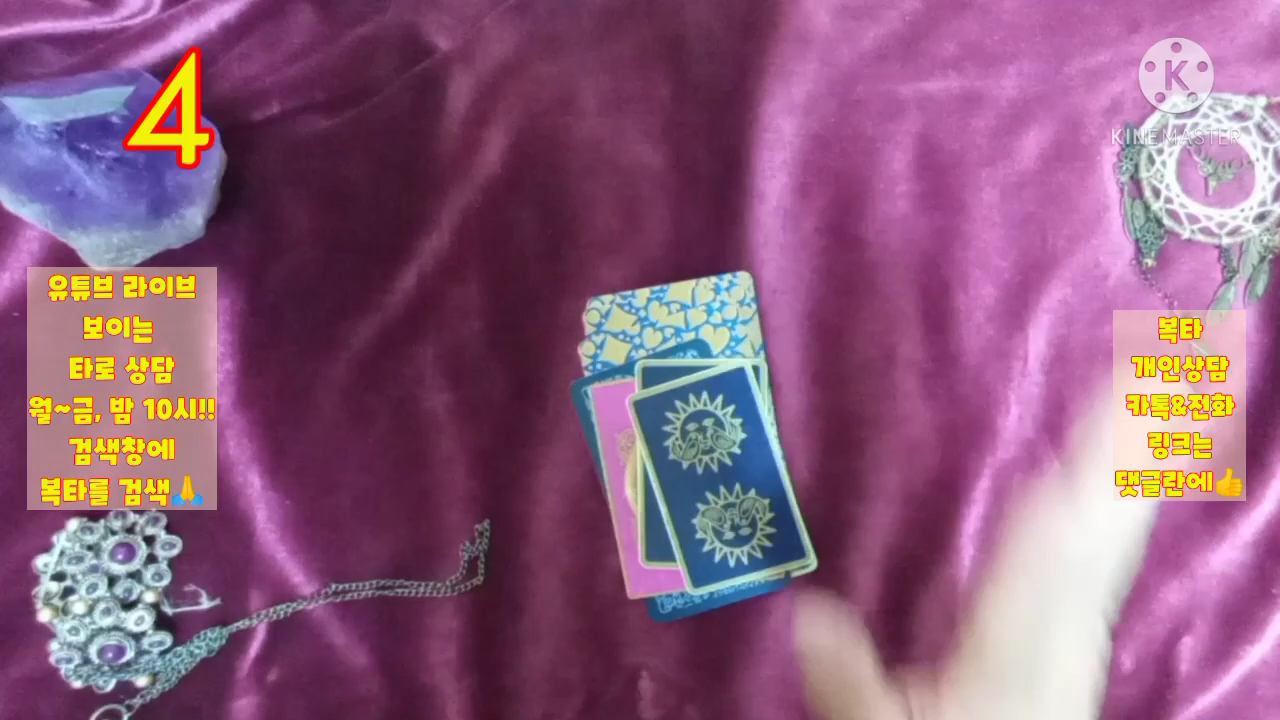 4
K
KINEMASTER
유튜브 라이브
보이는
타로 상담
월~금, 밤 10시!!
검색창에
복타를 검색🙏
복타
개인상담
카톡&전화
링크는
댓글란에👍